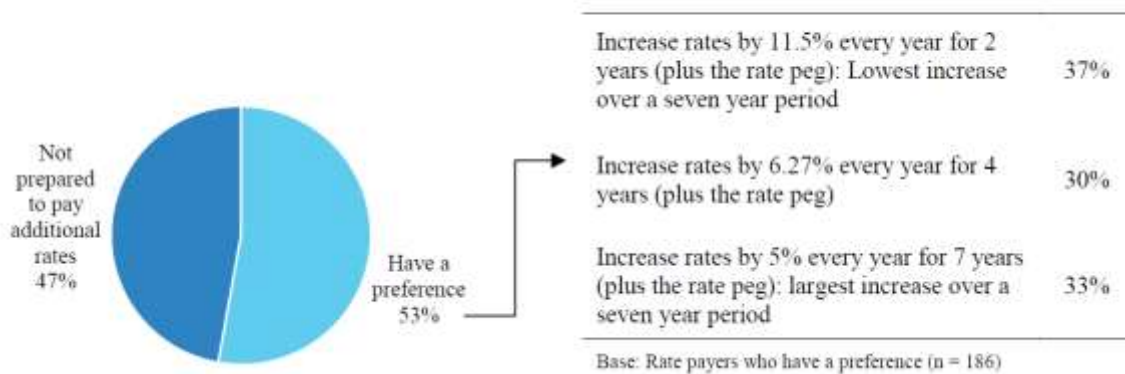 Not
prepared
to pay
additional
rates
47%
Have a
preference
53%
Increase rates by 11.5% every year for 2
years (plus the rate peg): Lowest increase
over a seven year period
37%
Increase rates by 6.27% every year for 4
years (plus the rate peg)
30%
Increase rates by 5% every year for 7 years
(plus the rate peg): largest increase over a
seven year period
33%
Base: Rate payers who have a preference (n = 186)